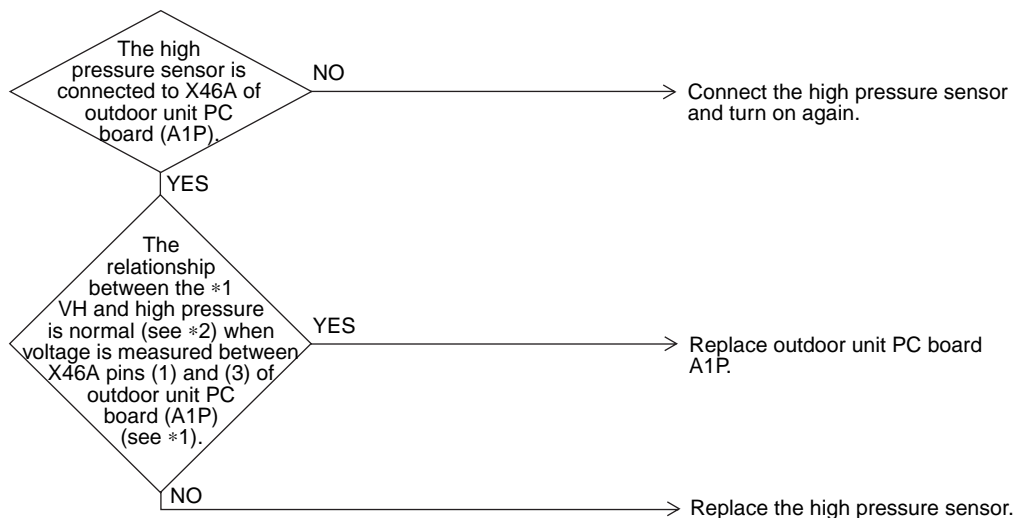 The high
pressure sensor is
connected to X46A of
outdoor unit PC
board (A1P).
NO
Connect the high pressure sensor
and turn on again.
YES
The
relationship
between the *1
VH and high pressure
is normal (see *2) when
voltage is measured between
X46A pins (1) and (3) of
outdoor unit PC
board (A1P)
(see *1).
YES
Replace outdoor unit PC board
A1P.
NO
Replace the high pressure sensor.